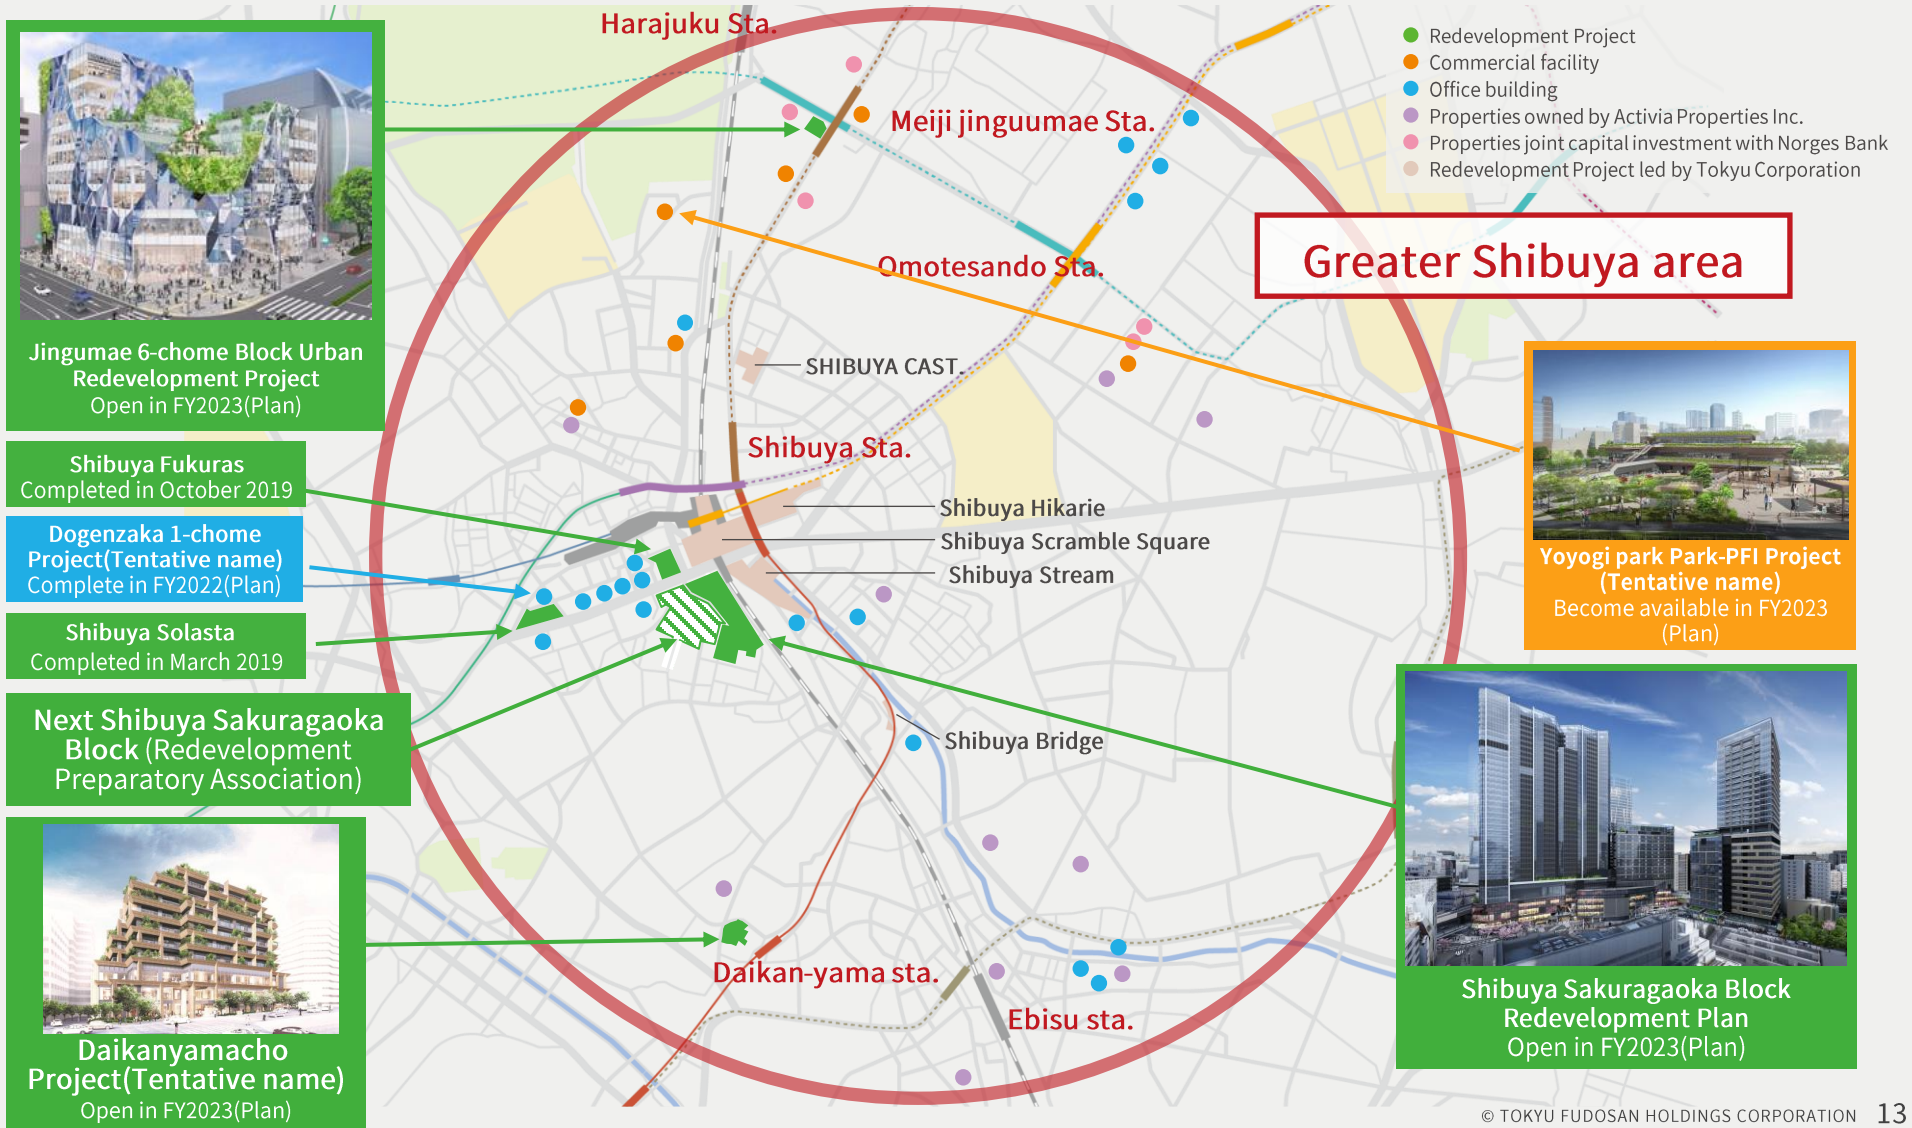 Harajuku Sta.
Meiji jinguumae Sta.
Omotesando Sta.
Redevelopment Project
Commercial facility
Office building
Properties owned by Activia Properties Inc.
Properties joint capital investment with Norges Bank
Redevelopment Project led by Tokyu Corporation
Greater Shibuya area
Jingumae 6-chome Block Urban
Redevelopment Project
Open in FY2023(Plan)
Shibuya Fukuras
Completed in October 2019
Dogenzaka 1-chome
Project(Tentative name)
Complete in FY2022(Plan)
Shibuya Solasta
Completed in March 2019
Next Shibuya Sakuragaoka
Block (Redevelopment
Preparatory Association)
Daikanyamacho
Project(Tentative name)
Open in FY2023(Plan)
SHIBUYA CAST.
Shibuya Sta.
Shibuya Hikarie
Shibuya Scramble Square
Shibuya Stream
Shibuya Bridge
Daikan-yama sta.
Ebisu sta.
Yoyogi park Park-PFI Project
(Tentative name)
Become available in FY2023
(Plan)
Shibuya Sakuragaoka Block
Redevelopment Plan
Open in FY2023(Plan)
© TOKYU FUDOSAN HOLDINGS CORPORATION 13